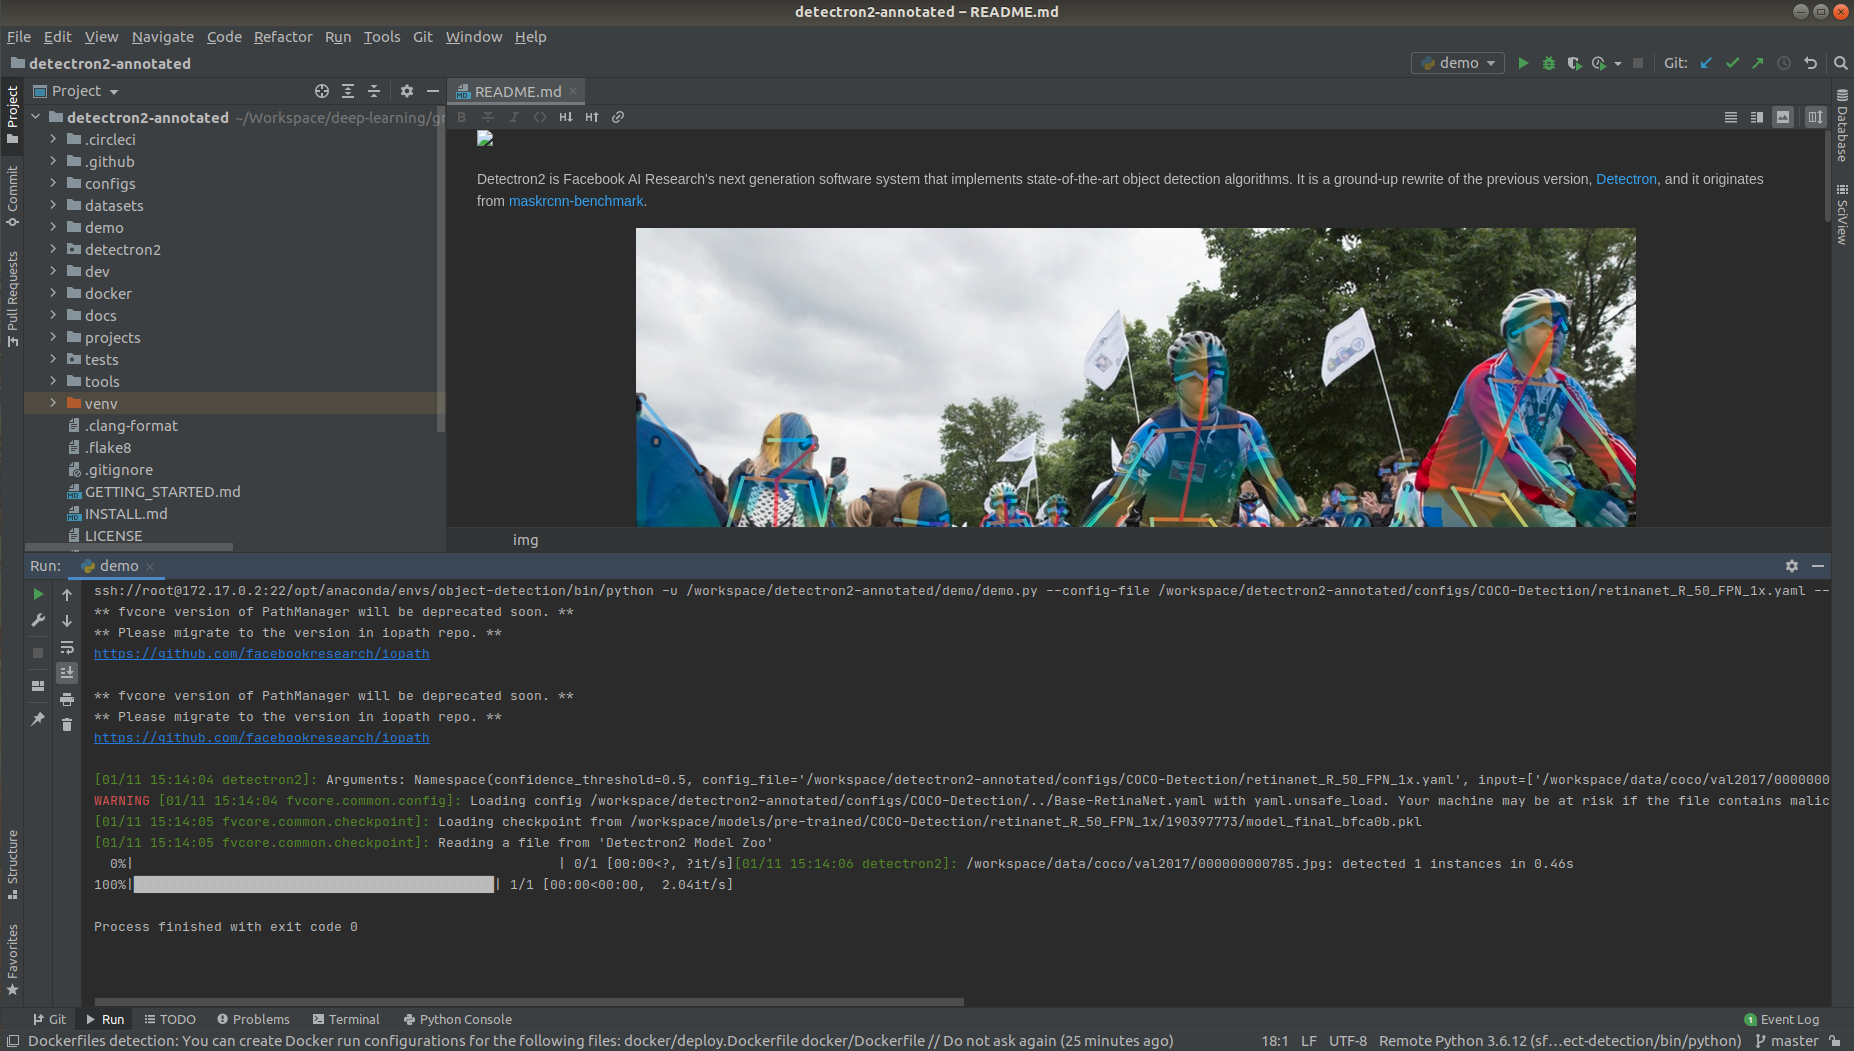 detectron2-annotated – README.md
File Edit View Navigate Code Refactor Run Tools Git Window Help
detectron2-annotated
demo
Git:
Project
README.md
detectron2-annotated ~/Workspace/deep-learning/gr
.circleci
.github
configs
datasets
demo
detectron2
dev
docker
docs
projects
tests
tools
venv
.clang-format
.flake8
.gitignore
GETTING_STARTED.md
INSTALL.md
LICENSE
Project
Commit
Pull Requests
Structure
Favorites
Database
SciView
Detectron2 is Facebook AI Research's next generation software system that implements state-of-the-art object detection algorithms. It is a ground-up rewrite of the previous version, Detectron, and it originates
from maskrcnn-benchmark.
img
Run: demo
ssh://root@172.17.0.2:22/opt/anaconda/envs/object-detection/bin/python -u /workspace/detectron2-annotated/demo/demo.py --config-file /workspace/detectron2-annotated/configs/COCO-Detection/retinanet_R_50_FPN_1x.yaml --
** fvcore version of PathManager will be deprecated soon. **
** Please migrate to the version in iopath repo. **
https://github.com/facebookresearch/iopath
** fvcore version of PathManager will be deprecated soon. **
** Please migrate to the version in iopath repo. **
https://github.com/facebookresearch/iopath
[01/11 15:14:04 detectron2]: Arguments: Namespace(confidence_threshold=0.5, config_file='/workspace/detectron2-annotated/configs/COCO-Detection/retinanet_R_50_FPN_1x.yaml', input=['/workspace/data/coco/val2017/0000000
WARNING [01/11 15:14:04 fvcore.common.config]: Loading config /workspace/detectron2-annotated/configs/COCO-Detection/../Base-RetinaNet.yaml with yaml.unsafe_load. Your machine may be at risk if the file contains malic
[01/11 15:14:05 fvcore.common.checkpoint]: Loading checkpoint from /workspace/models/pre-trained/COCO-Detection/retinanet_R_50_FPN_1x/190397773/model_final_bfca0b.pkl
[01/11 15:14:05 fvcore.common.checkpoint]: Reading a file from 'Detectron2 Model Zoo'
0%| | 0/1 [00:00<?, ?it/s][01/11 15:14:06 detectron2]: /workspace/data/coco/val2017/000000000785.jpg: detected 1 instances in 0.46s
100%|██████████| 1/1 [00:00<00:00, 2.04it/s]
Process finished with exit code 0
Git Run TODO Problems Terminal Python Console 1 Event Log
Dockerfiles detection: You can create Docker run configurations for the following files: docker/deploy.Dockerfile docker/Dockerfile // Do not ask again (25 minutes ago) 18:1 LF UTF-8 Remote Python 3.6.12 (sf...ect-detection/bin/python) master